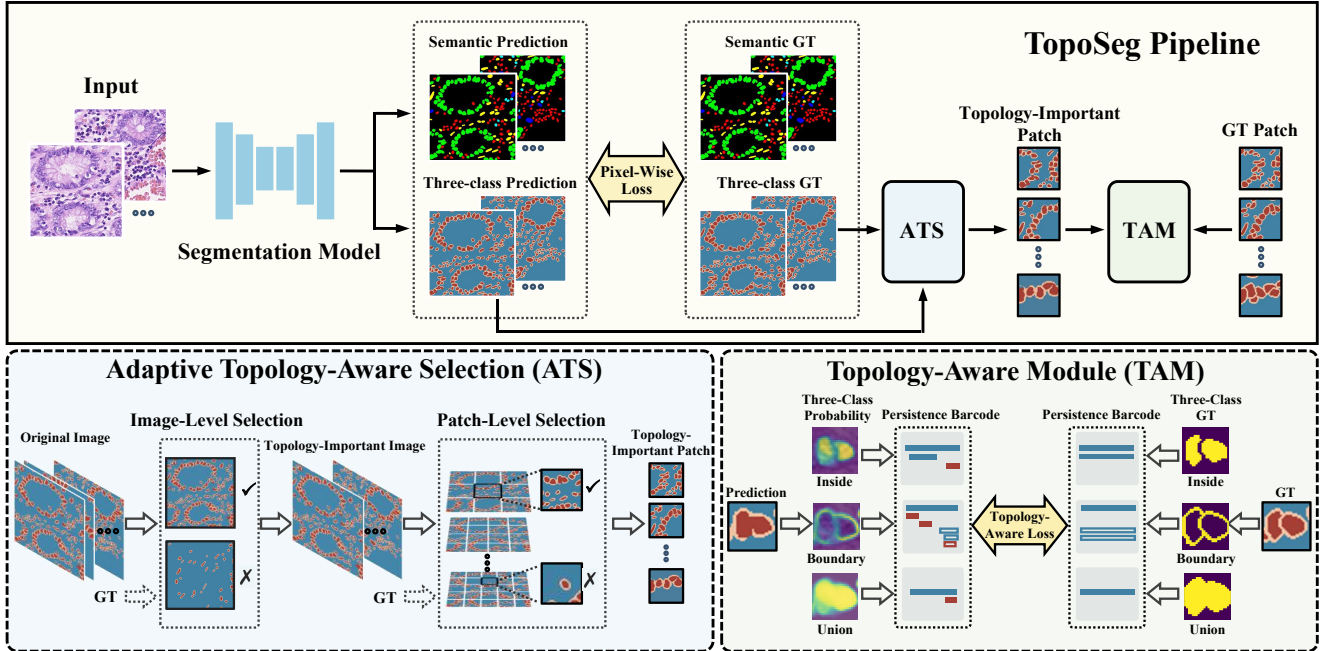 TopoSeg Pipeline
Input
Segmentation Model
Semantic Prediction
Three-class Prediction
Pixel-Wise
Loss
Semantic GT
Three-class GT
ATS
Topology-Important
Patch
TAM
GT Patch
Adaptive Topology-Aware Selection (ATS)
Original Image
GT
Image-Level Selection
✓
✗
Topology-Important Image
GT
Patch-Level Selection
✓
✗
Topology-
Important Patch
Topology-Aware Module (TAM)
Prediction
Three-Class
Probability
Inside
Boundary
Union
Persistence Barcode
Topology-
Aware Loss
Persistence Barcode
Three-Class
GT
Inside
Boundary
Union
GT